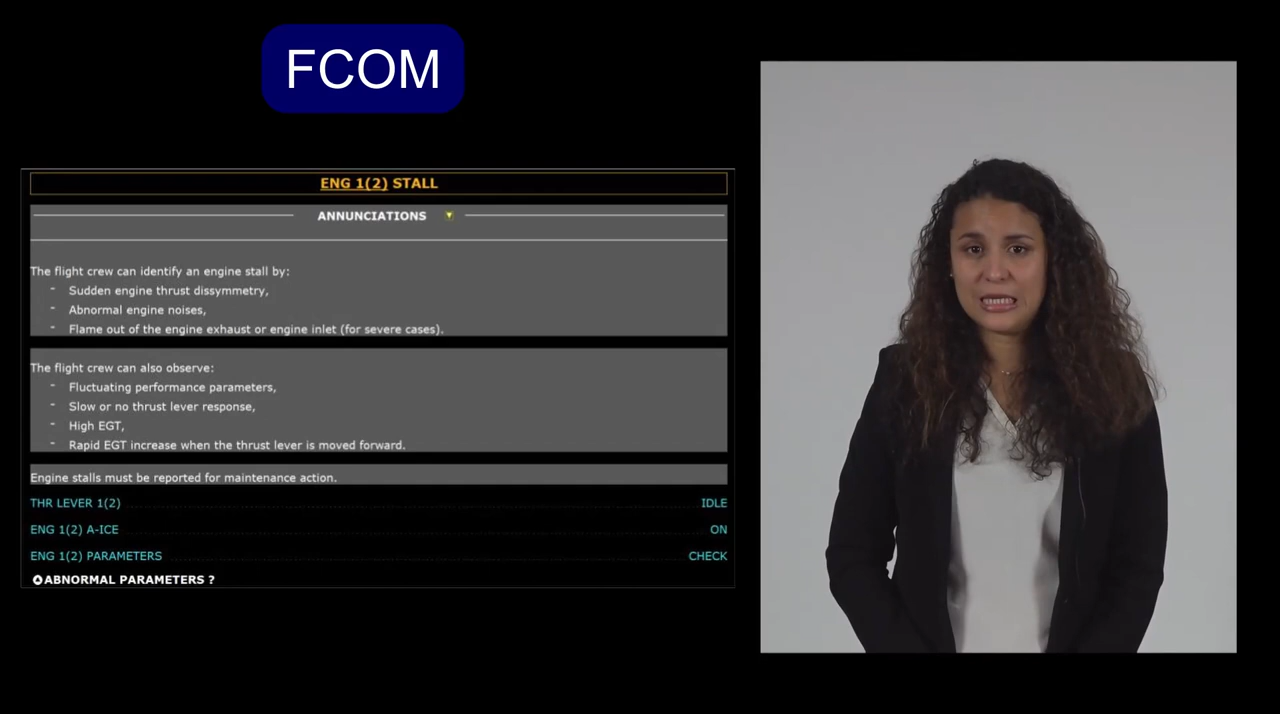 FCOM
ENG 1(2) STALL
ANNUNCIATIONS
The flight crew can identify an engine stall by:
- Sudden engine thrust dissymmetry,
- Abnormal engine noises,
- Flame out of the engine exhaust or engine inlet (for severe cases).
The flight crew can also observe:
- Fluctuating performance parameters,
- Slow or no thrust lever response,
- High EGT,
- Rapid EGT increase when the thrust lever is moved forward.
Engine stalls must be reported for maintenance action.
THR LEVER 1(2) IDLE
ENG 1(2) A-ICE ON
ENG 1(2) PARAMETERS CHECK
ABNORMAL PARAMETERS ?